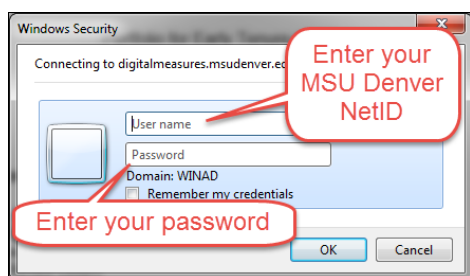 Windows Security
Connecting to digitalmeasures.msudenver.ed
Enter your
MSU Denver
NetID
User name
Password
Domain: WINAD
Remember my credentials
Enter your password
OK
Cancel